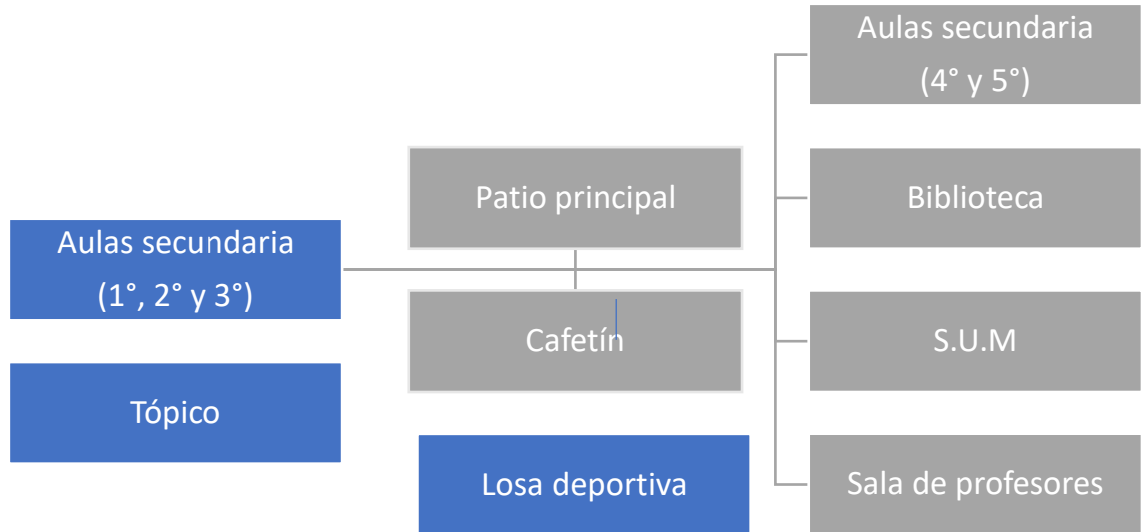 Aulas secundaria
(1°, 2° y 3°)
Tópico
Patio principal
Cafetín
Losa deportiva
Aulas secundaria
(4° y 5°)
Biblioteca
S.U.M
Sala de profesores